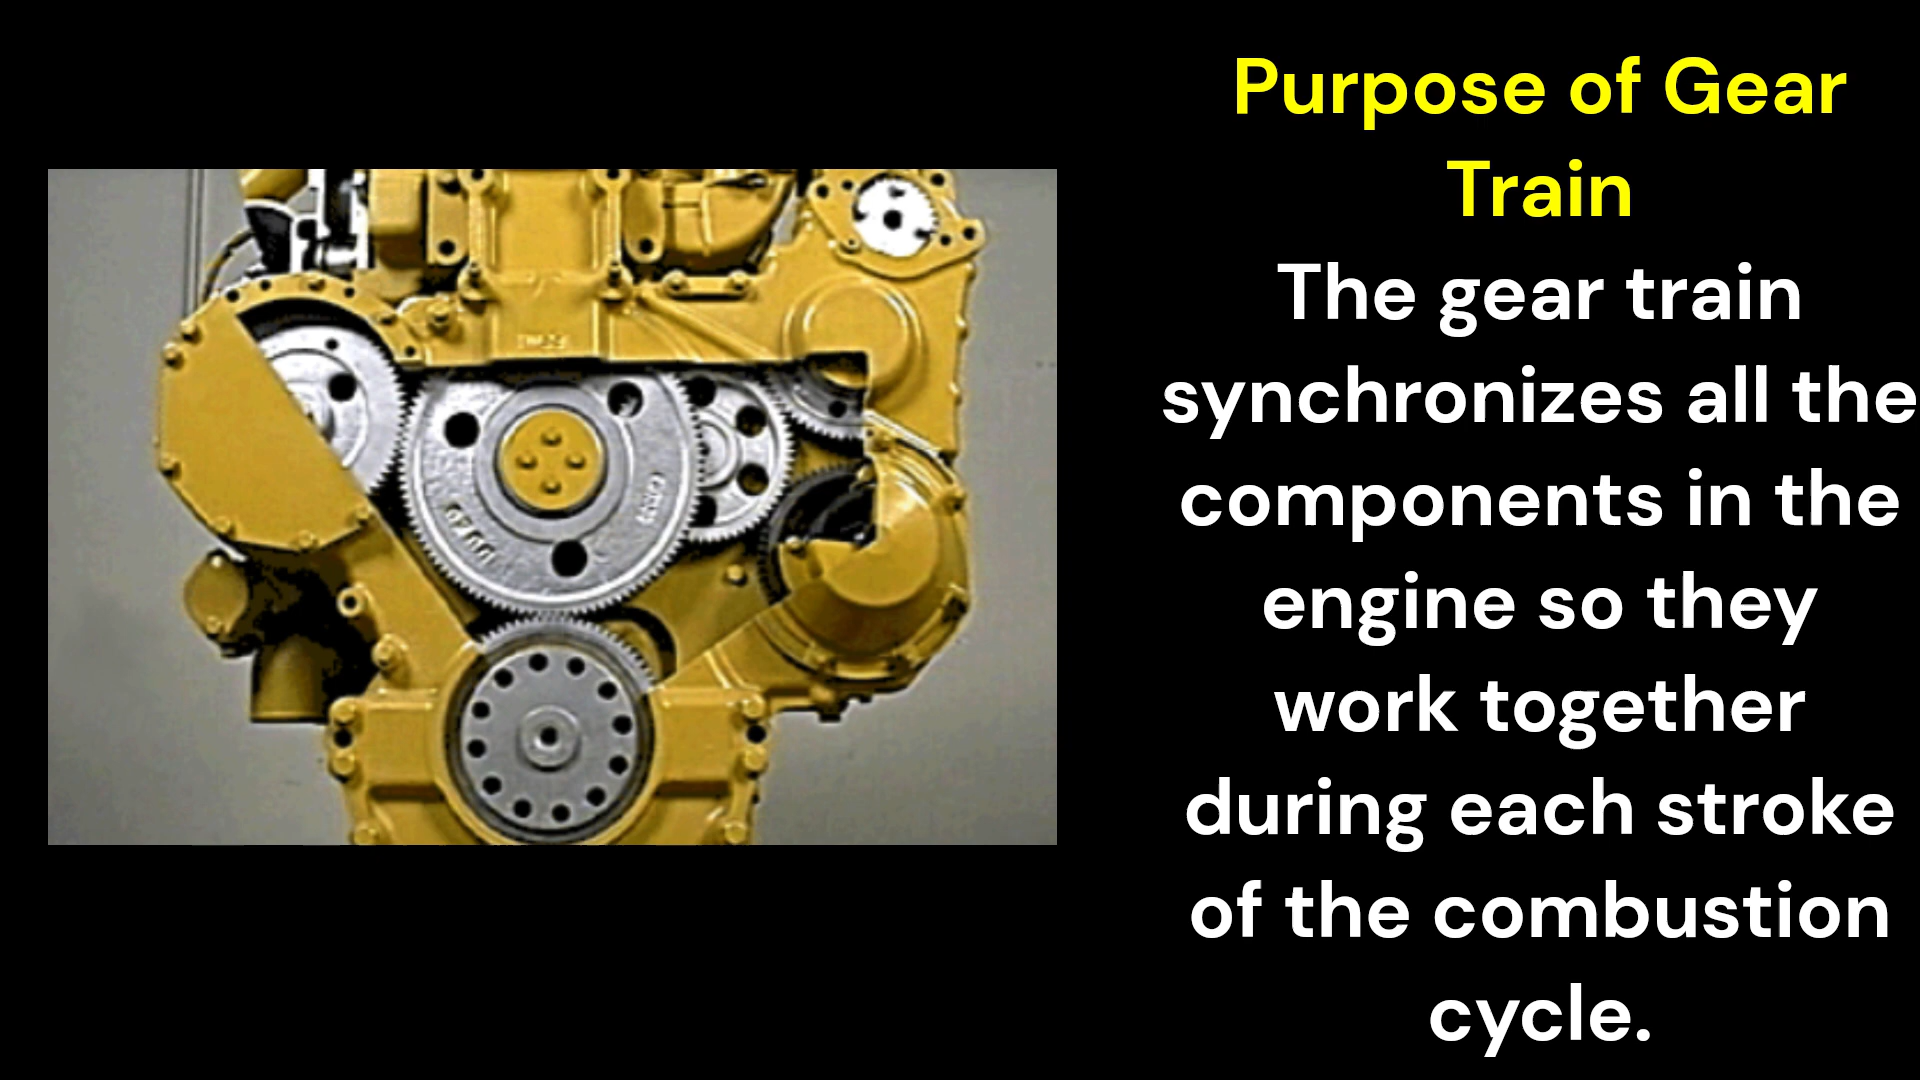 Purpose of Gear
Train
The gear train
synchronizes all the
components in the
engine so they
work together
during each stroke
of the combustion
cycle.